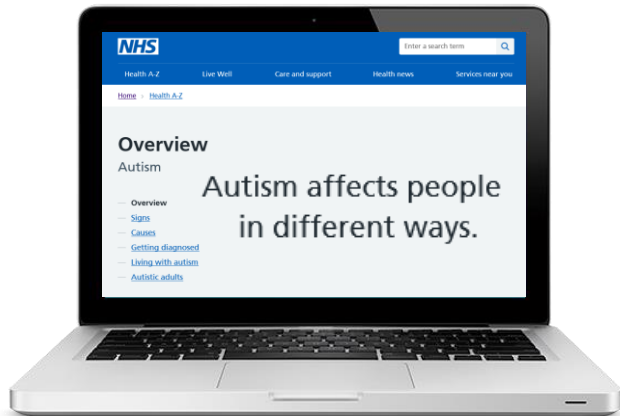 NHS
Enter a search term
Health A-Z Live Well Care and support Health news Services near you
Home > Health A-Z
Overview
Autism
Autism affects people
in different ways.
— Overview
— Signs
— Causes
— Getting diagnosed
— Living with autism
— Autistic adults